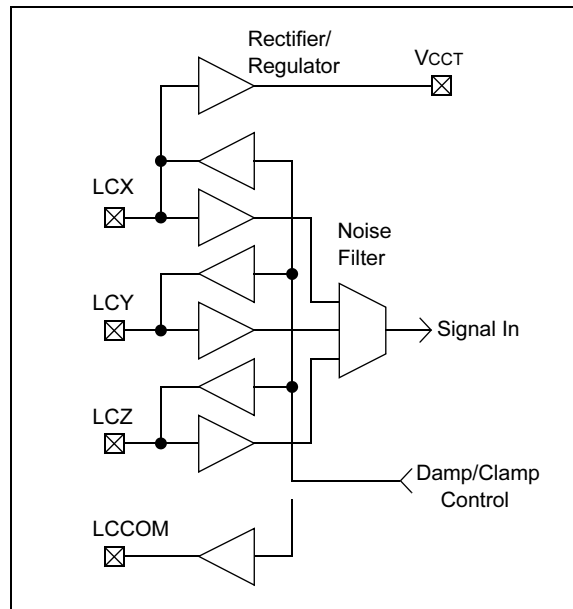 Rectifier/
Regulator
VCCT
LCX
Noise
Filter
LCY
Signal In
LCZ
Damp/Clamp
Control
LCCOM